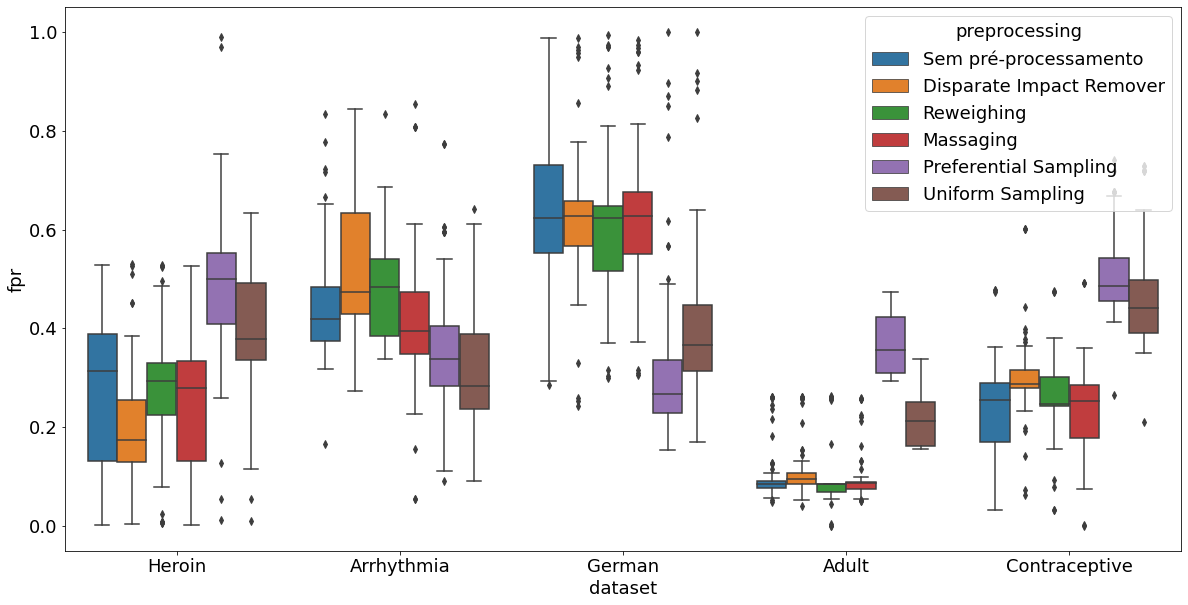 preprocessing
Sem pré-processamento
Disparate Impact Remover
Reweighing
Massaging
Preferential Sampling
Uniform Sampling
1.0
0.8
0.6
0.4
0.2
0.0
fpr
Heroin
Arrhythmia
German
Adult
Contraceptive
dataset